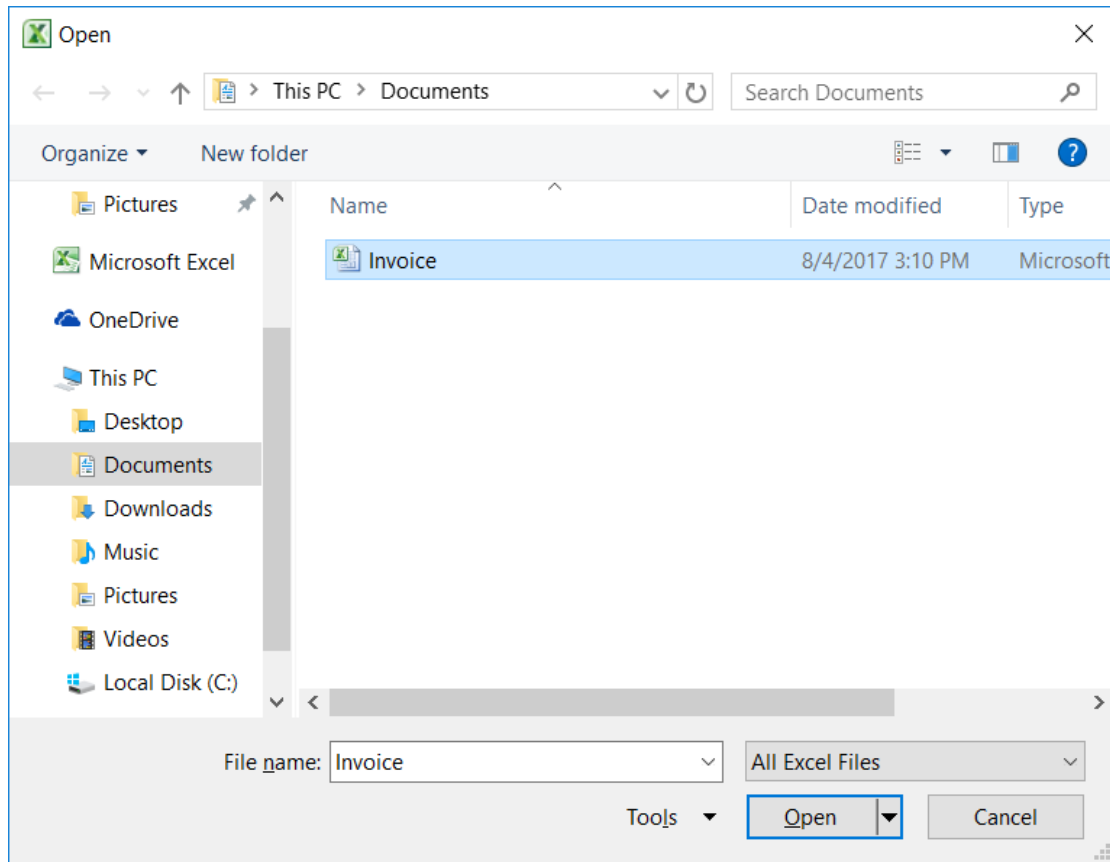 Open
This PC > Documents
Search Documents
Organize
New folder
?
Pictures
Name
Date modified
Type
Microsoft Excel
Invoice
8/4/2017 3:10 PM
Microsoft
OneDrive
This PC
Desktop
Documents
Downloads
Music
Pictures
Videos
Local Disk (C:)
File name:
Invoice
All Excel Files
Tools
Open
Cancel